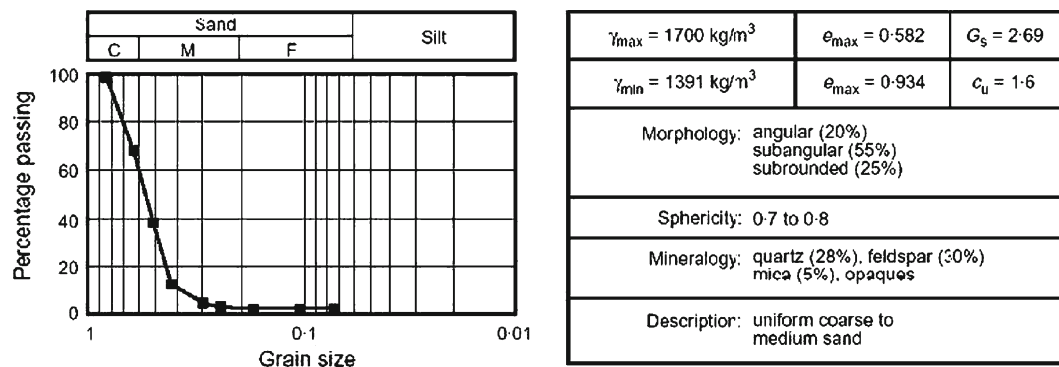 Sand
Silt
C M F
Percentage passing
100
80
60
40
20
0
1 0·1 0·01
Grain size
γmax = 1700 kg/m³ emax = 0·582 Gs = 2·69
γmin = 1391 kg/m³ emax = 0·934 cu = 1·6
Morphology: angular (20%)
subangular (55%)
subrounded (25%)
Sphericity: 0·7 to 0·8
Mineralogy: quartz (28%), feldspar (30%)
mica (5%), opaques
Description: uniform coarse to
medium sand